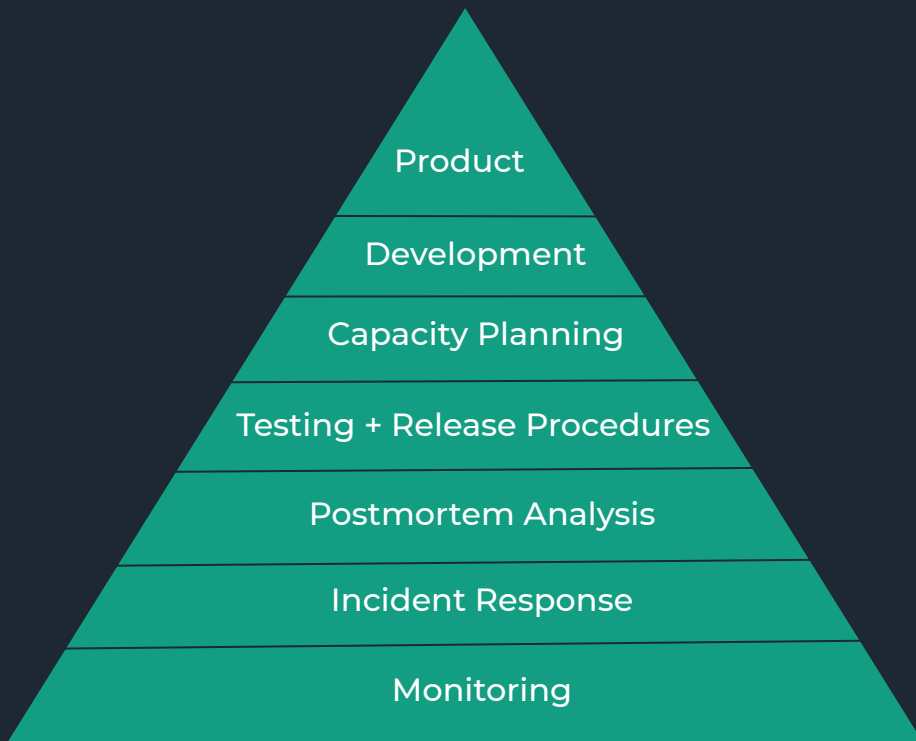 Product
Development
Capacity Planning
Testing + Release Procedures
Postmortem Analysis
Incident Response
Monitoring